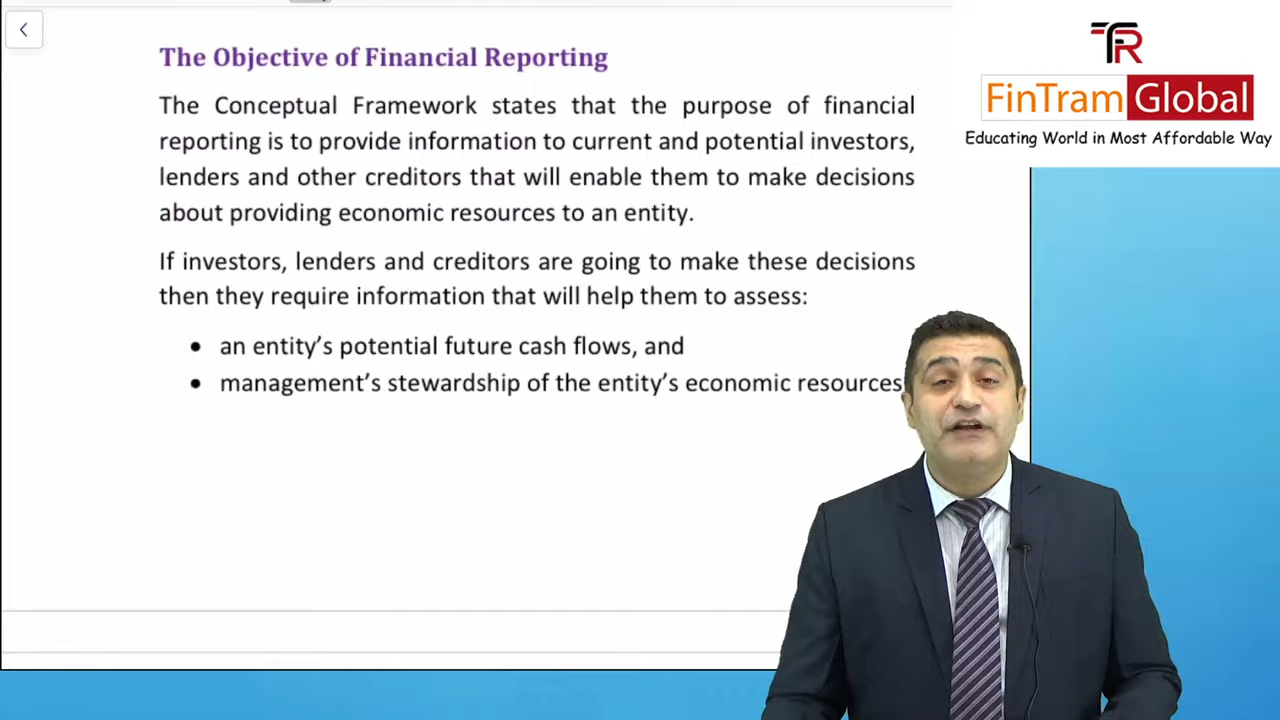 The Objective of Financial Reporting
The Conceptual Framework states that the purpose of financial
reporting is to provide information to current and potential investors,
lenders and other creditors that will enable them to make decisions
about providing economic resources to an entity.
If investors, lenders and creditors are going to make these decisions
then they require information that will help them to assess:
• an entity’s potential future cash flows, and
• management’s stewardship of the entity’s economic resources
TR
FinTram Global
Educating World in Most Affordable Way